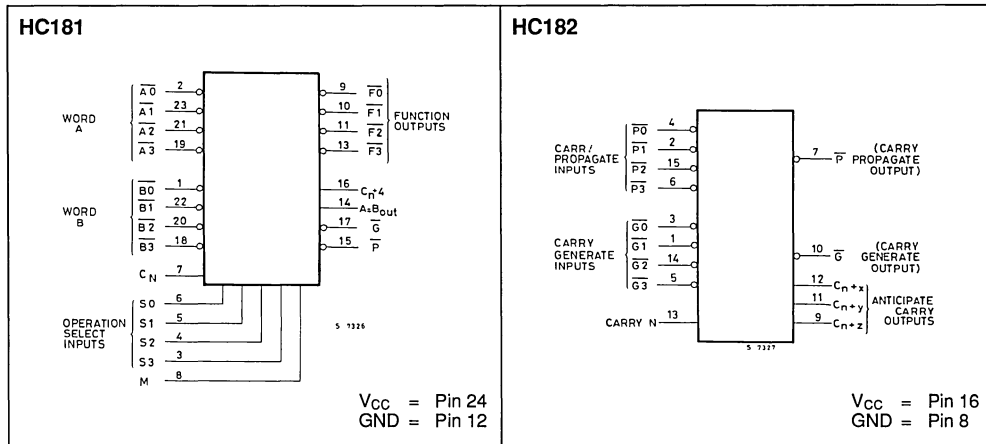 HC181
WORD A
A0 2
A1 23
A2 21
A3 19
WORD B
B0 1
B1 22
B2 20
B3 18
CN 7
OPERATION
SELECT
INPUTS
S0 6
S1 5
S2 4
S3 3
M 8
9 F0
10 F1
11 F2
13 F3
FUNCTION
OUTPUTS
16 Cn+4
14 A=Bout
17 G
15 P
S 7326
VCC = Pin 24
GND = Pin 12
HC182
CARR/
PROPAGATE
INPUTS
P0 4
P1 2
P2 15
P3 6
CARRY
GENERATE
INPUTS
G0 3
G1 1
G2 14
G3 5
CARRY N 13
7 P (CARRY
PROPAGATE
OUTPUT)
10 G (CARRY
GENERATE
OUTPUT)
12 Cn+x
11 Cn+y
9 Cn+z
ANTICIPATE
CARRY
OUTPUTS
S 7327
VCC = Pin 16
GND = Pin 8